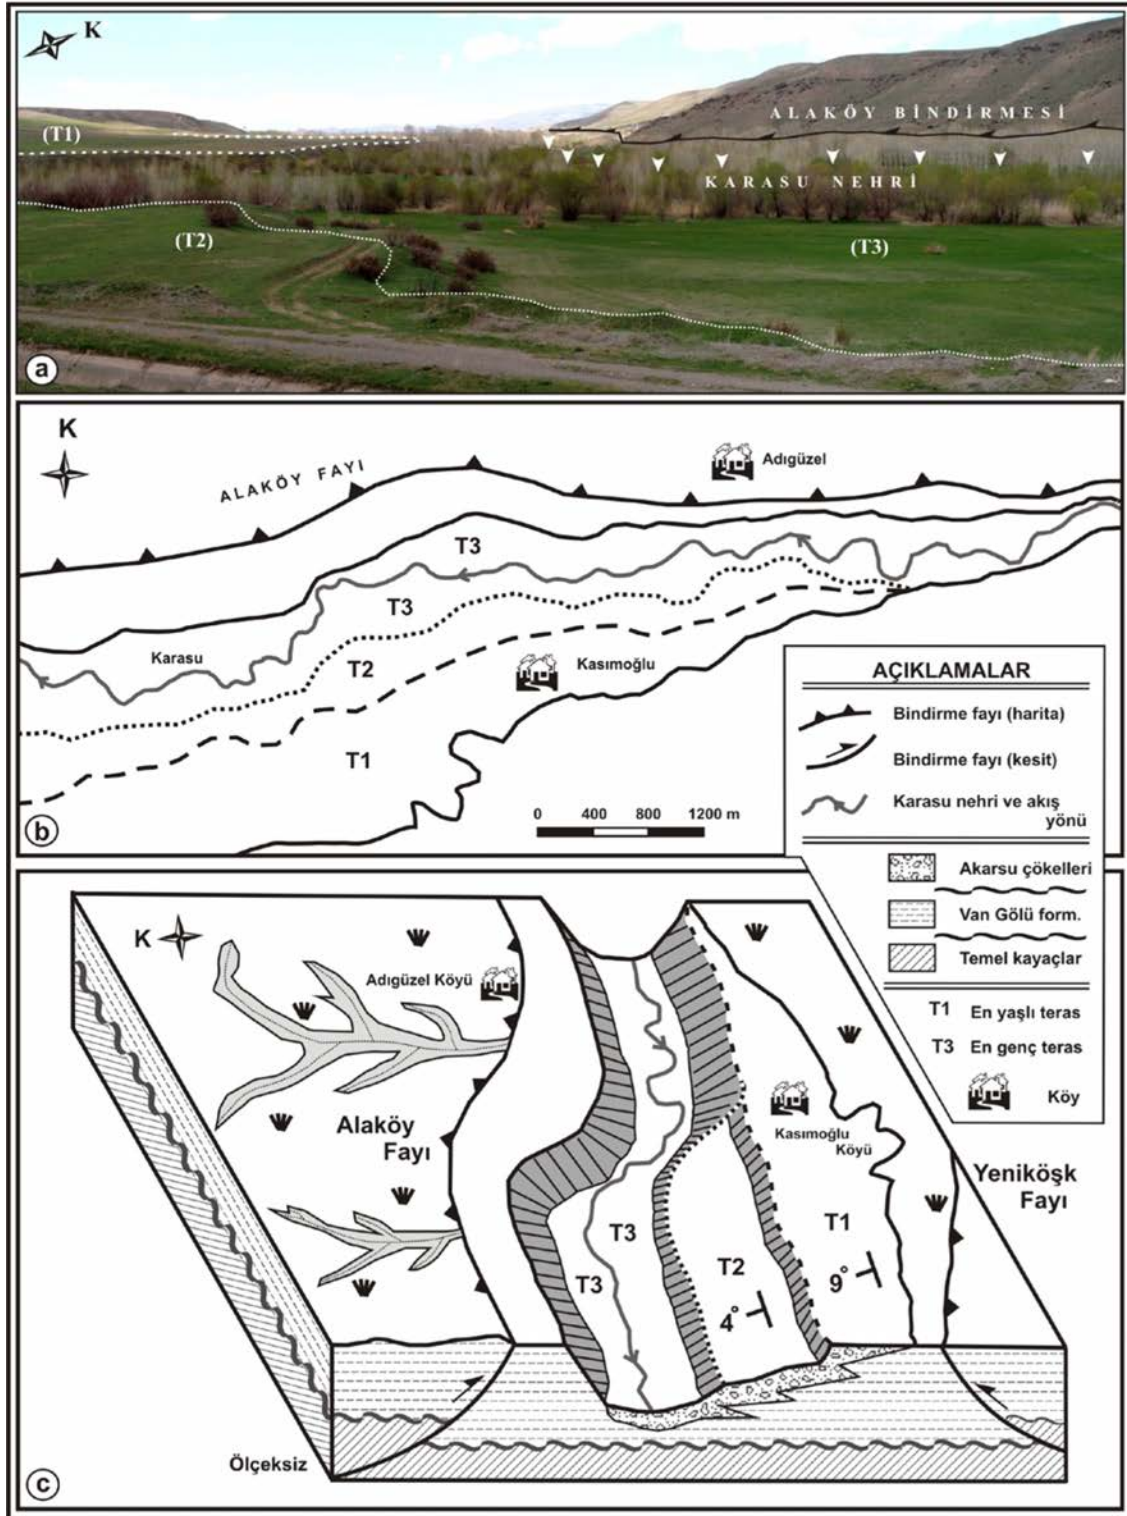 K
(T1)
ALAKÖY BİNDİRMESİ
KARASU NEHRİ
(T2)
(T3)
a
K
ALAKÖY FAYI
Adıgüzel
T3
T3
Karasu
T2
Kasımoğlu
T1
0 400 800 1200 m
b
AÇIKLAMALAR
Bindirme fayı (harita)
Bindirme fayı (kesit)
Karasu nehri ve akış
yönü
Akarsu çökelleri
Van Gölü form.
Temel kayaçlar
T1 En yaşlı teras
T3 En genç teras
Köy
K
Adıgüzel Köyü
Alaköy
Fayı
Kasımoğlu
Köyü
Yeniköşk
Fayı
T3
T3
T2
T1
4°
9°
Ölçeksiz
c